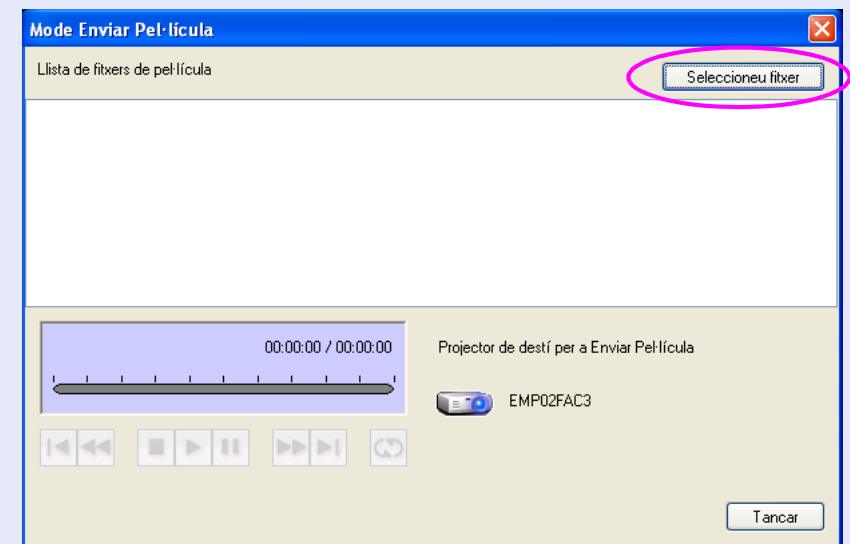 Mode Enviar Pel·lícula
Llista de fitxers de pel·lícula
Seleccioneu fitxer
00:00:00 / 00:00:00
Projector de destí per a Enviar Pel·lícula
EMP02FAC3
Tancar